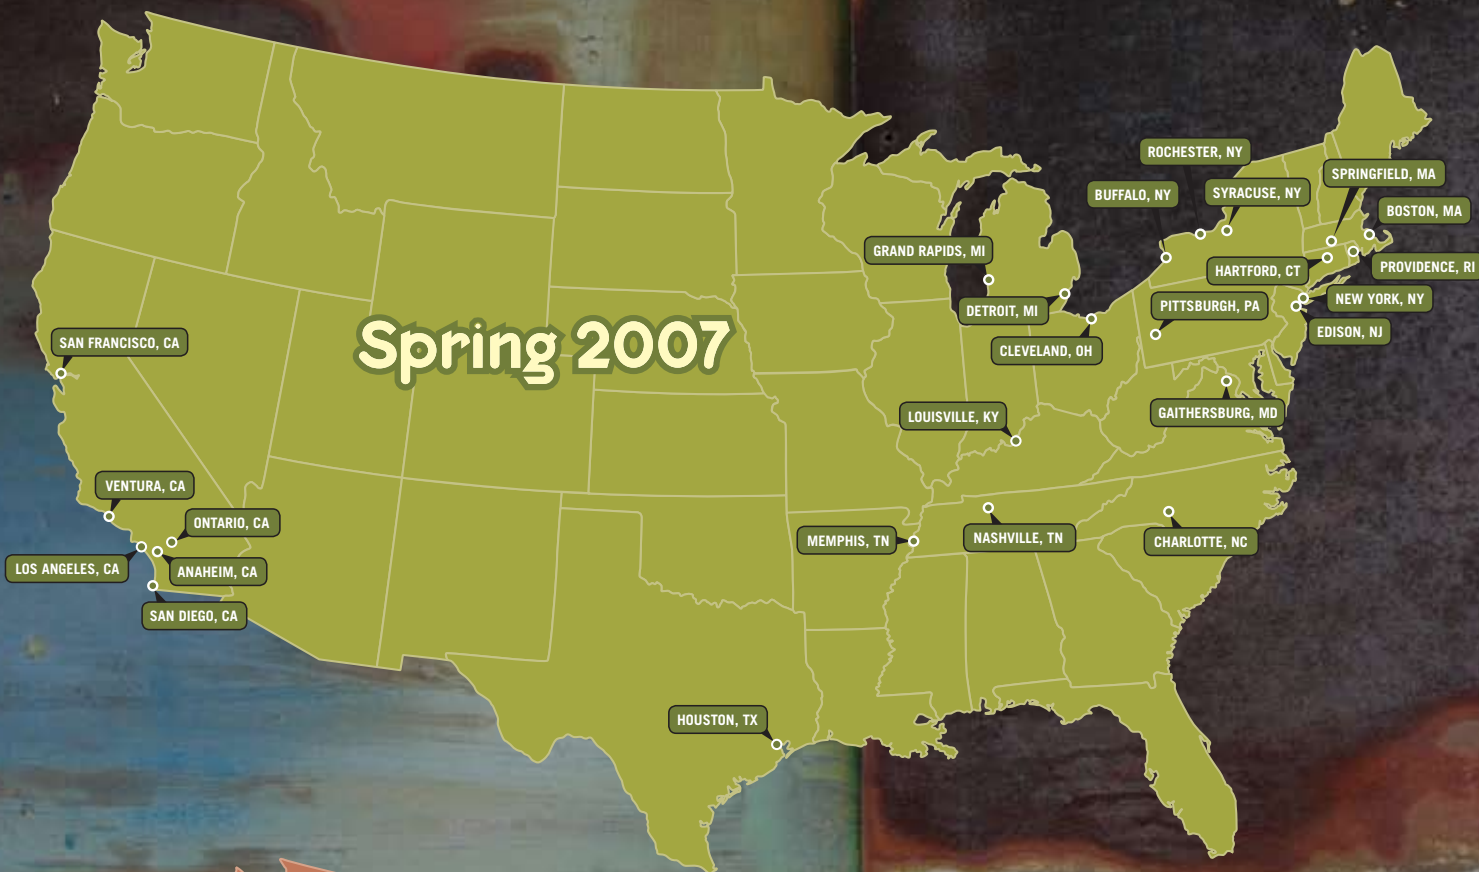 ROCHESTER, NY
SPRINGFIELD, MA
BUFFALO, NY
SYRACUSE, NY
BOSTON, MA
GRAND RAPIDS, MI
HARTFORD, CT
PROVIDENCE, RI
DETROIT, MI
PITTSBURGH, PA
NEW YORK, NY
EDISON, NJ
Spring 2007
SAN FRANCISCO, CA
CLEVELAND, OH
LOUISVILLE, KY
GAITHERSBURG, MD
VENTURA, CA
ONTARIO, CA
MEMPHIS, TN
NASHVILLE, TN
CHARLOTTE, NC
LOS ANGELES, CA
ANAHEIM, CA
SAN DIEGO, CA
HOUSTON, TX